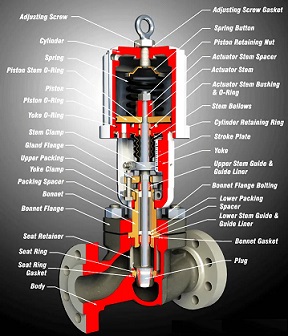 Adjusting Screw
Cylinder
Spring
Piston Stem O-Ring
Piston
Piston O-Ring
Yoke O-Ring
Stem Clamp
Gland Flange
Upper Packing
Yoke Clamp
Packing Spacer
Bonnet
Bonnet Flange
Seat Retainer
Seat Ring
Seat Ring
Gasket
Body
Adjusting Screw Gasket
Spring Button
Piston Retaining Nut
Actuator Stem Spacer
Actuator Stem
Actuator Stem Bushing
& O-Ring
Stem Bellows
Cylinder Retaining Ring
Stroke Plate
Yoke
Upper Stem Guide &
Guide Liner
Bonnet Flange Bolting
Lower Packing
Spacer
Lower Stem Guide &
Guide Liner
Bonnet Gasket
Plug